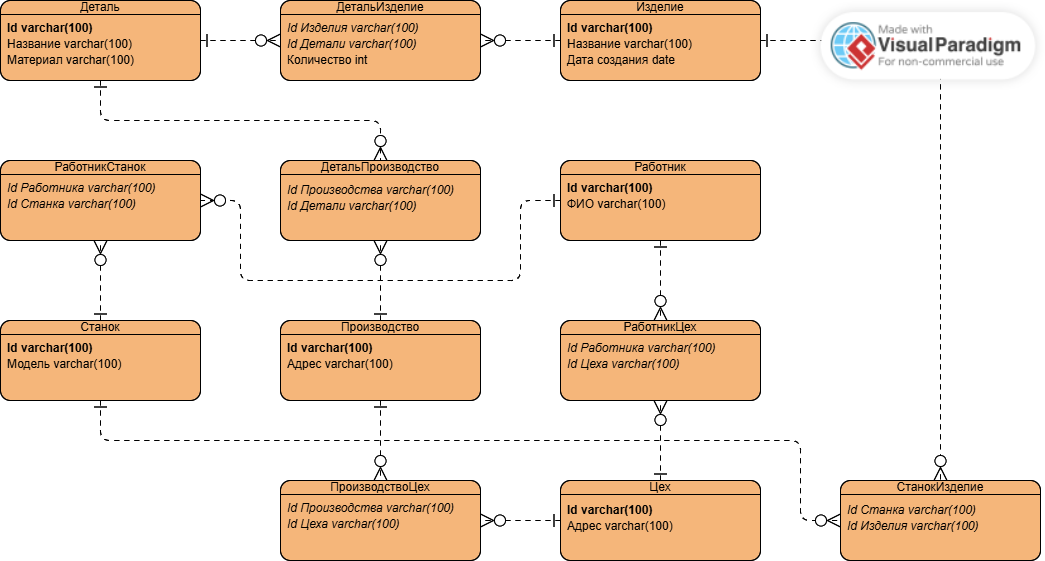 Деталь
Id varchar(100)
Название varchar(100)
Материал varchar(100)
ДетальИзделие
Id Изделия varchar(100)
Id Детали varchar(100)
Количество int
Изделие
Id varchar(100)
Название varchar(100)
Дата создания date
Made with
VisualParadigm
For non-commercial use
РаботникСтанок
Id Работника varchar(100)
Id Станка varchar(100)
ДетальПроизводство
Id Производства varchar(100)
Id Детали varchar(100)
Работник
Id varchar(100)
ФИО varchar(100)
Станок
Id varchar(100)
Модель varchar(100)
Производство
Id varchar(100)
Адрес varchar(100)
РаботникЦех
Id Работника varchar(100)
Id Цеха varchar(100)
ПроизводствоЦех
Id Производства varchar(100)
Id Цеха varchar(100)
Цех
Id varchar(100)
Адрес varchar(100)
СтанокИзделие
Id Станка varchar(100)
Id Изделия varchar(100)